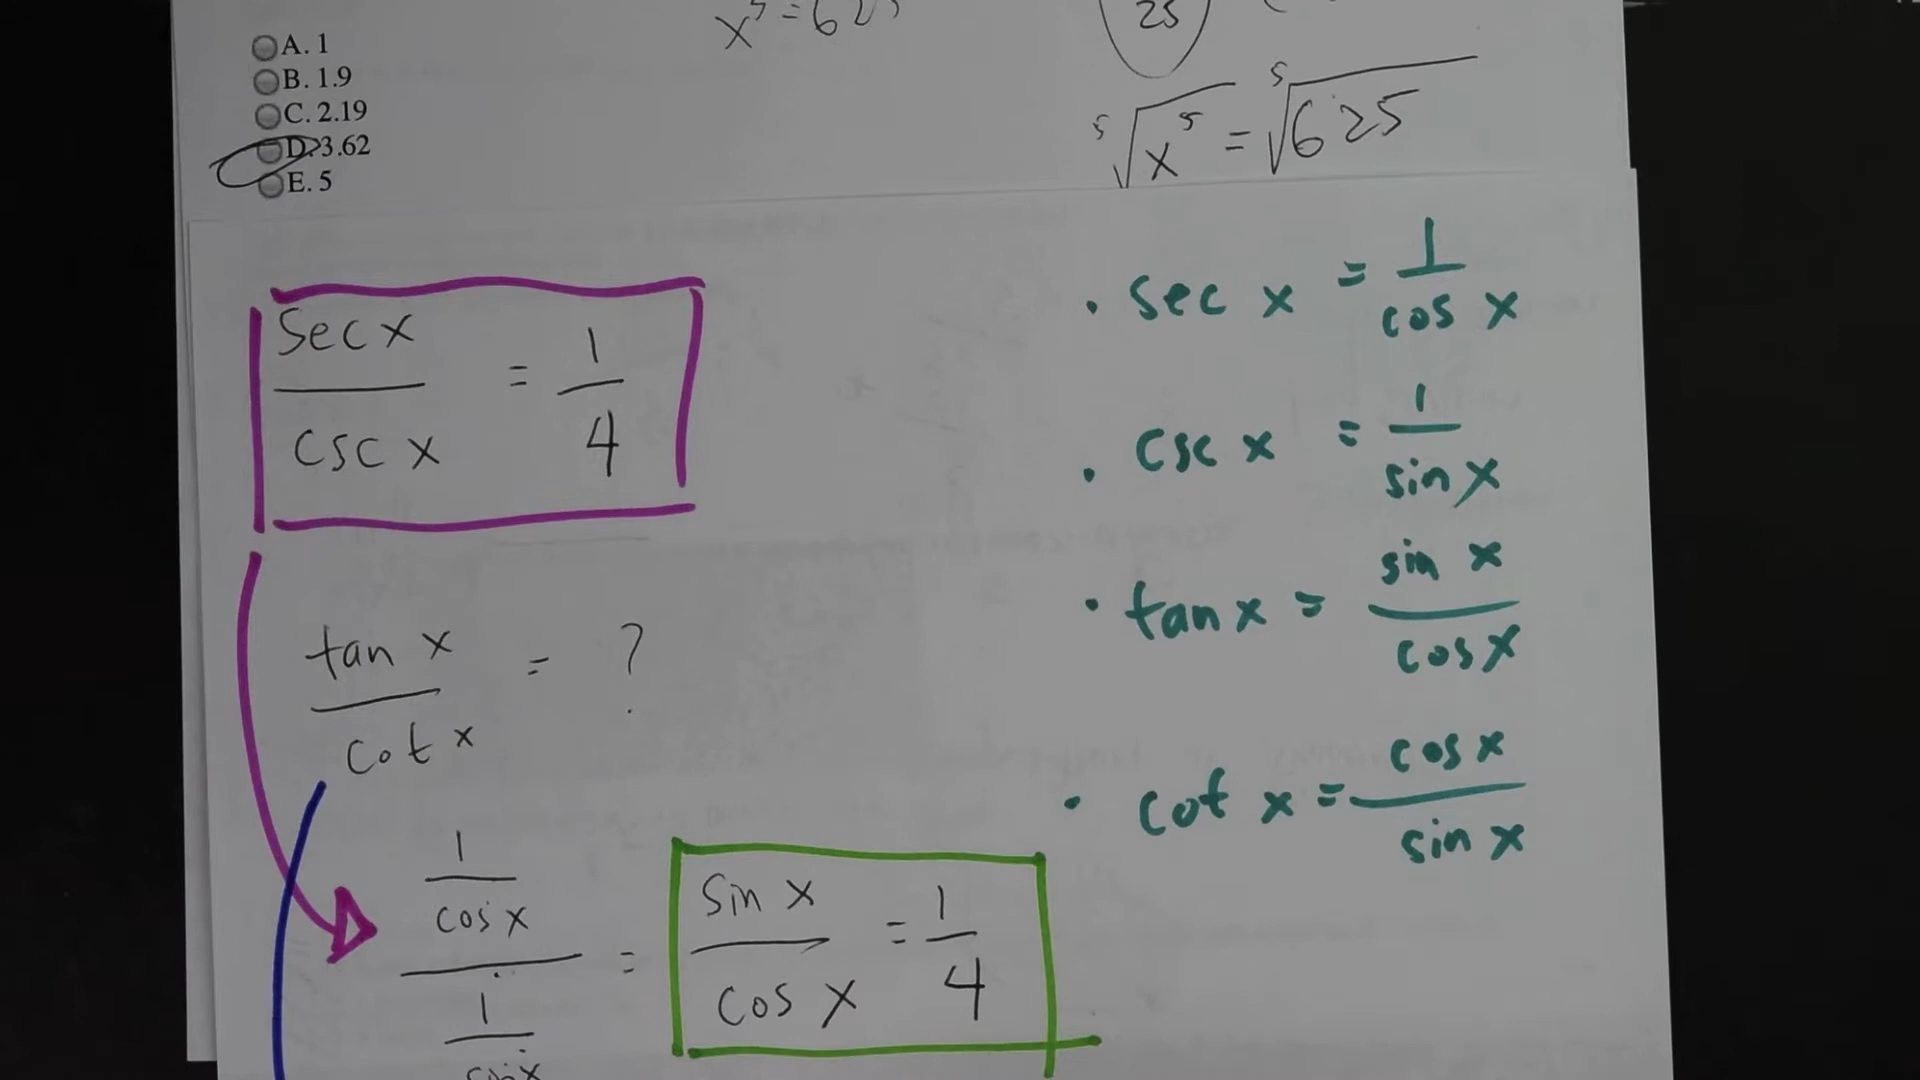 A. 1
B. 1.9
C. 2.19
D. 3.62
E. 5
25
⁵√x⁵ = ⁵√625
sec x / csc x = 1/4
tan x / cot x = ?
(1 / cos x) / (1 / sin x) = sin x / cos x = 1/4
· sec x = 1 / cos x
· csc x = 1 / sin x
· tan x = sin x / cos x
· cot x = cos x / sin x